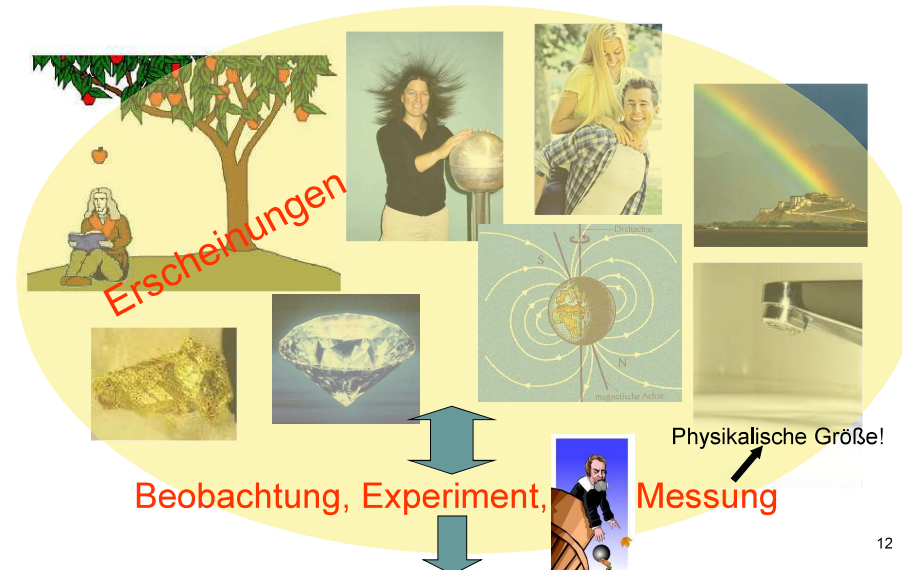 Erscheinungen
Drehachse
S
N
magnetische Achse
Physikalische Größe!
Beobachtung, Experiment, Messung
12